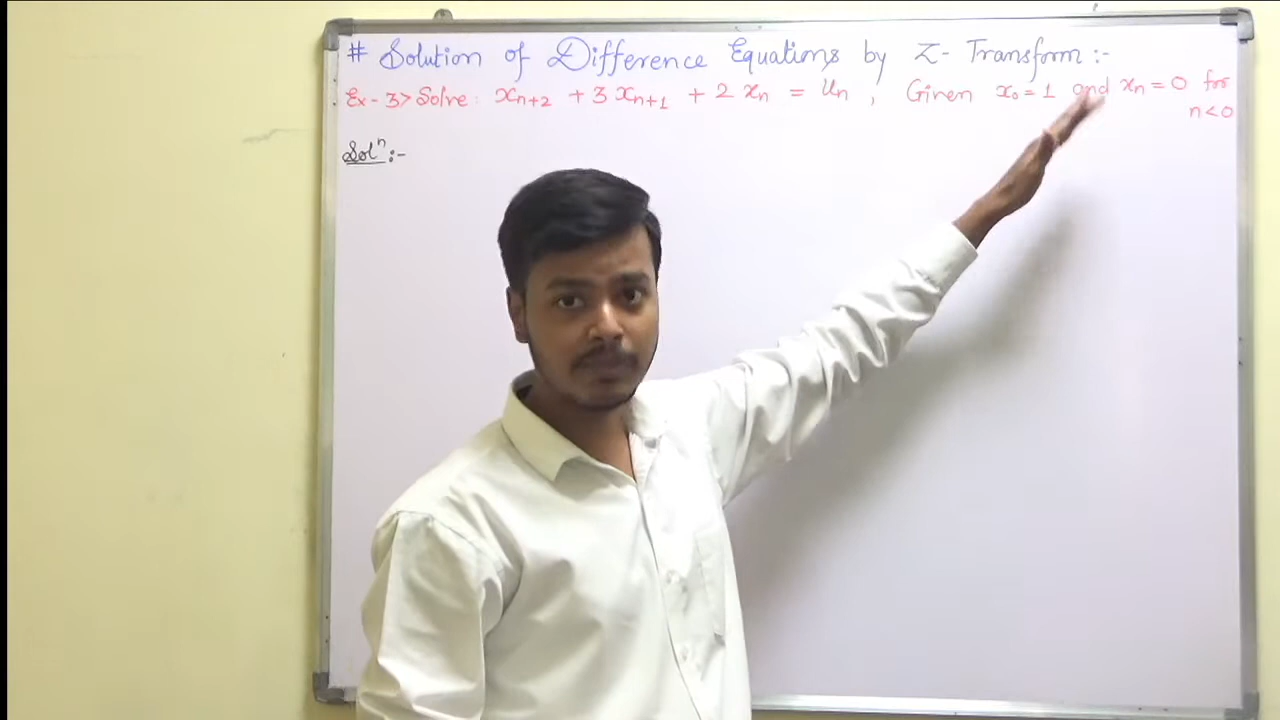 # Solution of Difference Equations by Z- Transform :-
Ex-3> Solve: xₙ₊₂ + 3 xₙ₊₁ + 2 xₙ = uₙ , Given x₀ = 1 and xₙ = 0 for
n<0
Solⁿ:-